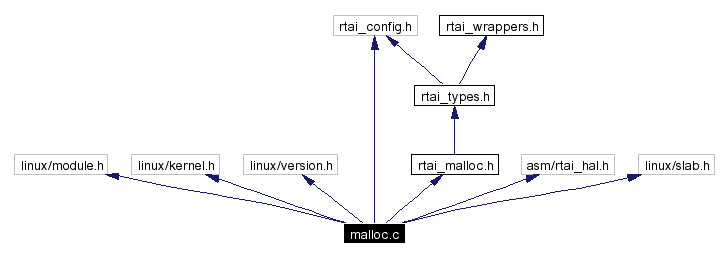 rtai_config.h
rtai_wrappers.h
rtai_types.h
linux/module.h
linux/kernel.h
linux/version.h
rtai_malloc.h
asm/rtai_hal.h
linux/slab.h
malloc.c